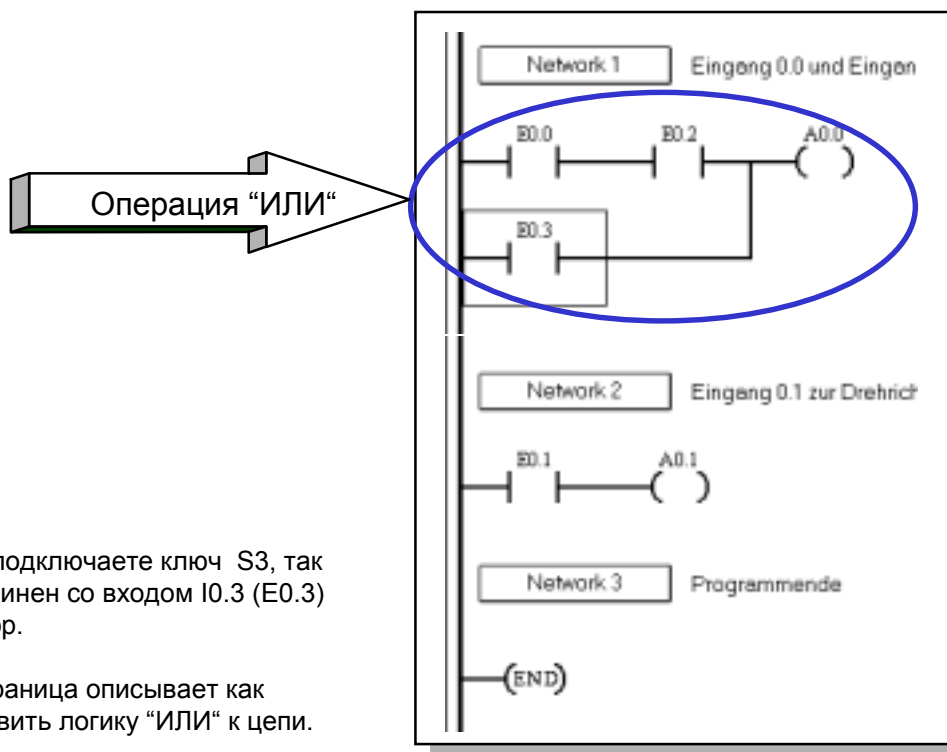 Network 1 Eingang 0.0 und Eingan
E0.0 E0.2 A0.0
Операция “ИЛИ“
E0.3
Network 2 Eingang 0.1 zur Drehrich
E0.1 A0.1
подключаете ключ S3, так
инен со входом I0.3 (E0.3)
ор.
Network 3 Programmende
раница описывает как
вить логику “ИЛИ“ к цепи.
(END)